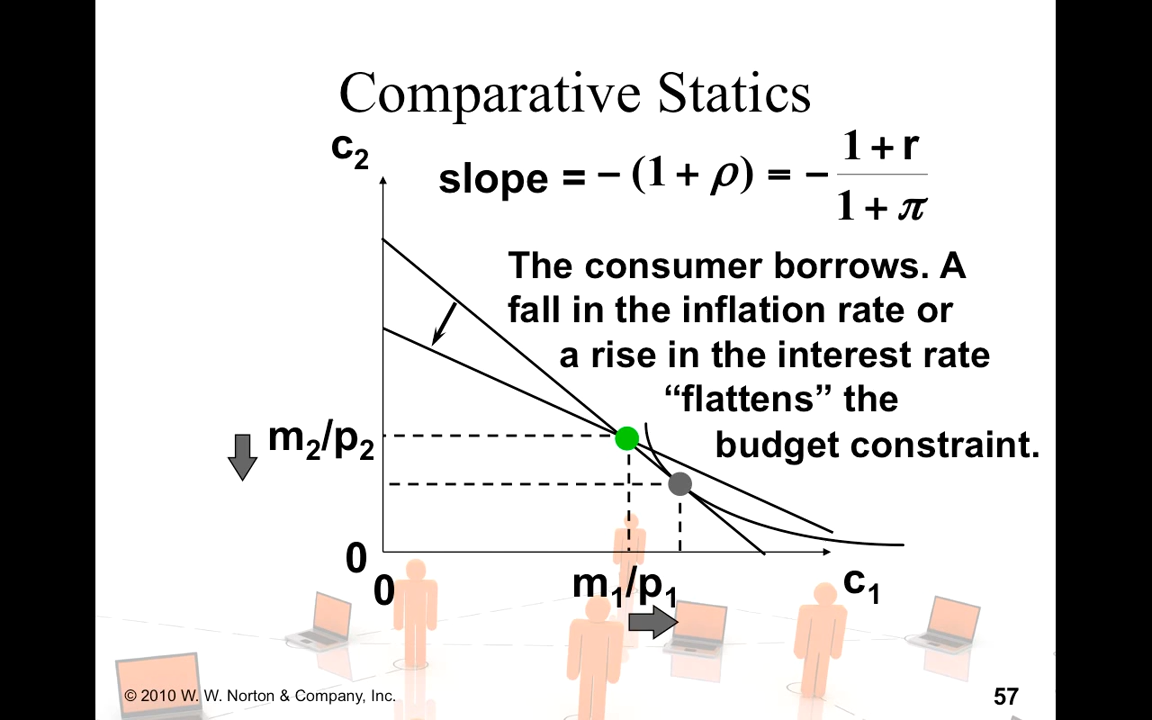 Comparative Statics
c₂
slope = − (1 + ρ) = − (1 + r)/(1 + π)
The consumer borrows. A
fall in the inflation rate or
a rise in the interest rate
“flattens” the
budget constraint.
m₂/p₂
0
0
m₁/p₁
c₁
© 2010 W. W. Norton & Company, Inc.
57